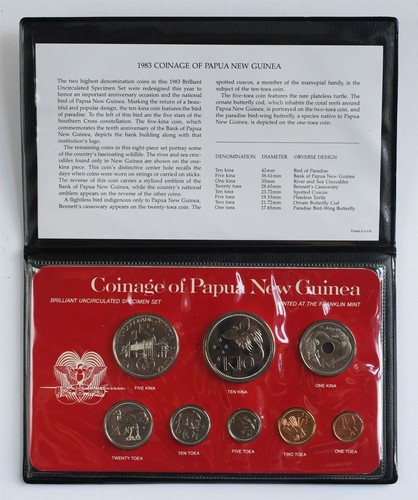 1983 COINAGE OF PAPUA NEW GUINEA
The two highest denomination coins in this 1983 Brilliant
Uncirculated Specimen Set were redesigned this year to
honor an important anniversary occasion and the national
bird of Papua New Guinea. Marking the return of a beau-
tiful and popular design, the ten-kina coin features the bird
of paradise. To the left of this bird are the five stars of the
Southern Cross constellation. The five-kina coin, which
commemorates the tenth anniversary of the Bank of Papua
New Guinea, depicts the bank building along with that
institution's logo.
The remaining coins in this eight-piece set portray some
of the country's fascinating wildlife. The river and sea croc-
odiles found only in New Guinea are shown on the one-
kina piece. This coin's distinctive center hole recalls the
days when coins were worn on strings or carried on sticks.
The reverse of this coin carries a stylized emblem of the
Bank of Papua New Guinea, while the country's national
emblem appears on the reverse of the other coins.
A flightless bird indigenous only to Papua New Guinea,
Bennett's cassowary appears on the twenty-toea coin. The
spotted cuscus, a member of the marsupial family, is the
subject of the ten-toea coin.
The five-toea coin features the rare plateless turtle. The
ornate butterfly cod, which inhabits the coral reefs around
Papua New Guinea, is portrayed on the two-toea coin, and
the paradise bird-wing butterfly, a species native to Papua
New Guinea, is depicted on the one-toea coin.
DENOMINATION DIAMETER OBVERSE DESIGN
Ten kina 42mm Bird of Paradise
Five kina 38.61mm Bank of Papua New Guinea
One kina 33mm River and Sea Crocodiles
Twenty toea 28.65mm Bennett's Cassowary
Ten toea 23.72mm Spotted Cuscus
Five toea 19.53mm Plateless Turtle
Two toea 21.72mm Ornate Butterfly Cod
One toea 17.65mm Paradise Bird-Wing Butterfly
Printed in U.S.A.
Coinage of Papua New Guinea
BRILLIANT UNCIRCULATED SPECIMEN SET
MINTED AT THE FRANKLIN MINT
K10
FIVE KINA
TEN KINA
ONE KINA
TWENTY TOEA
TEN TOEA
FIVE TOEA
TWO TOEA
ONE TOEA